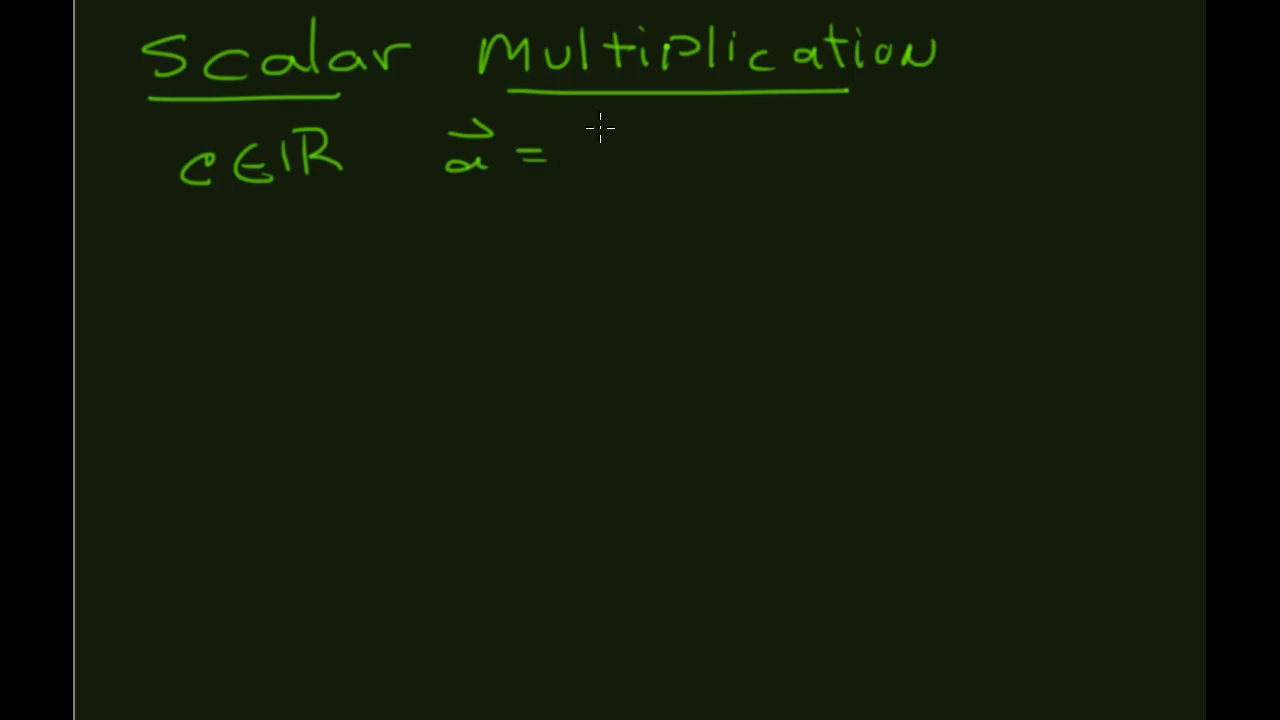 Scalar Multiplication
c ∈ ℝ   a⃗ =